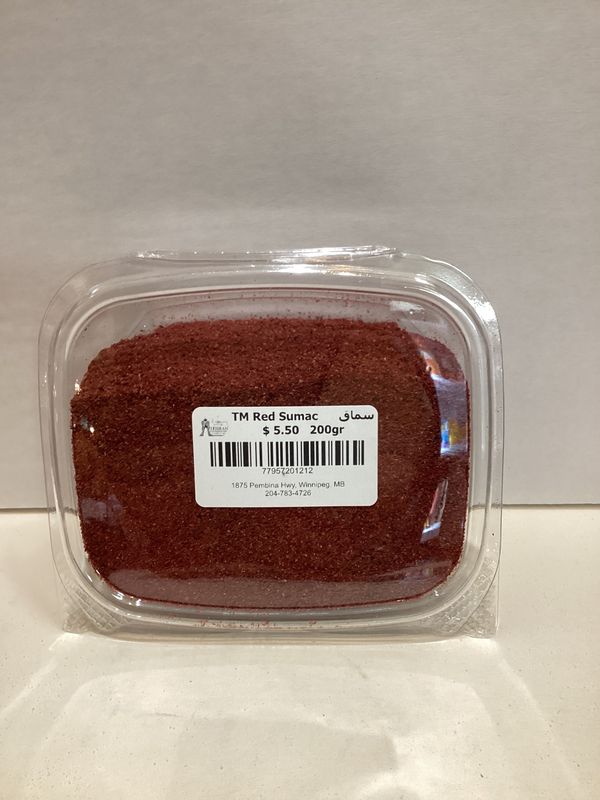 TM Red Sumac سماق
$ 5.50 200gr
77957201212
1875 Pembina Hwy, Winnipeg, MB
204-783-4726